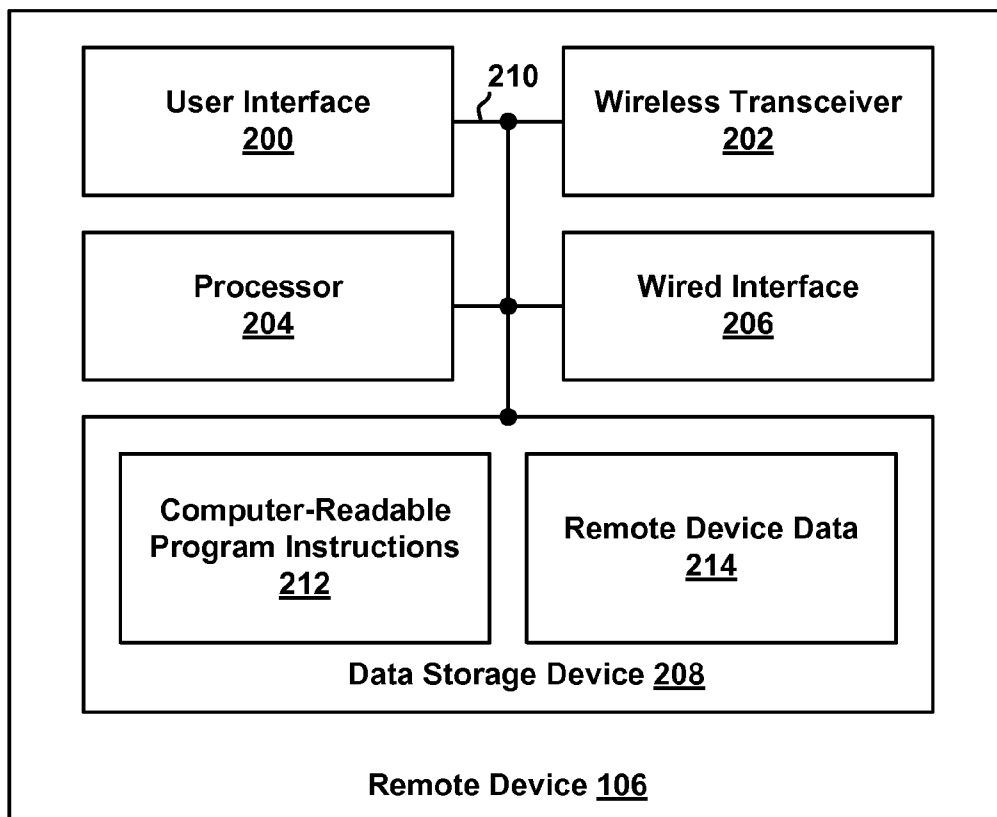 210
User Interface
200
Wireless Transceiver
202
Processor
204
Wired Interface
206
Computer-Readable
Program Instructions
212
Remote Device Data
214
Data Storage Device 208
Remote Device 106